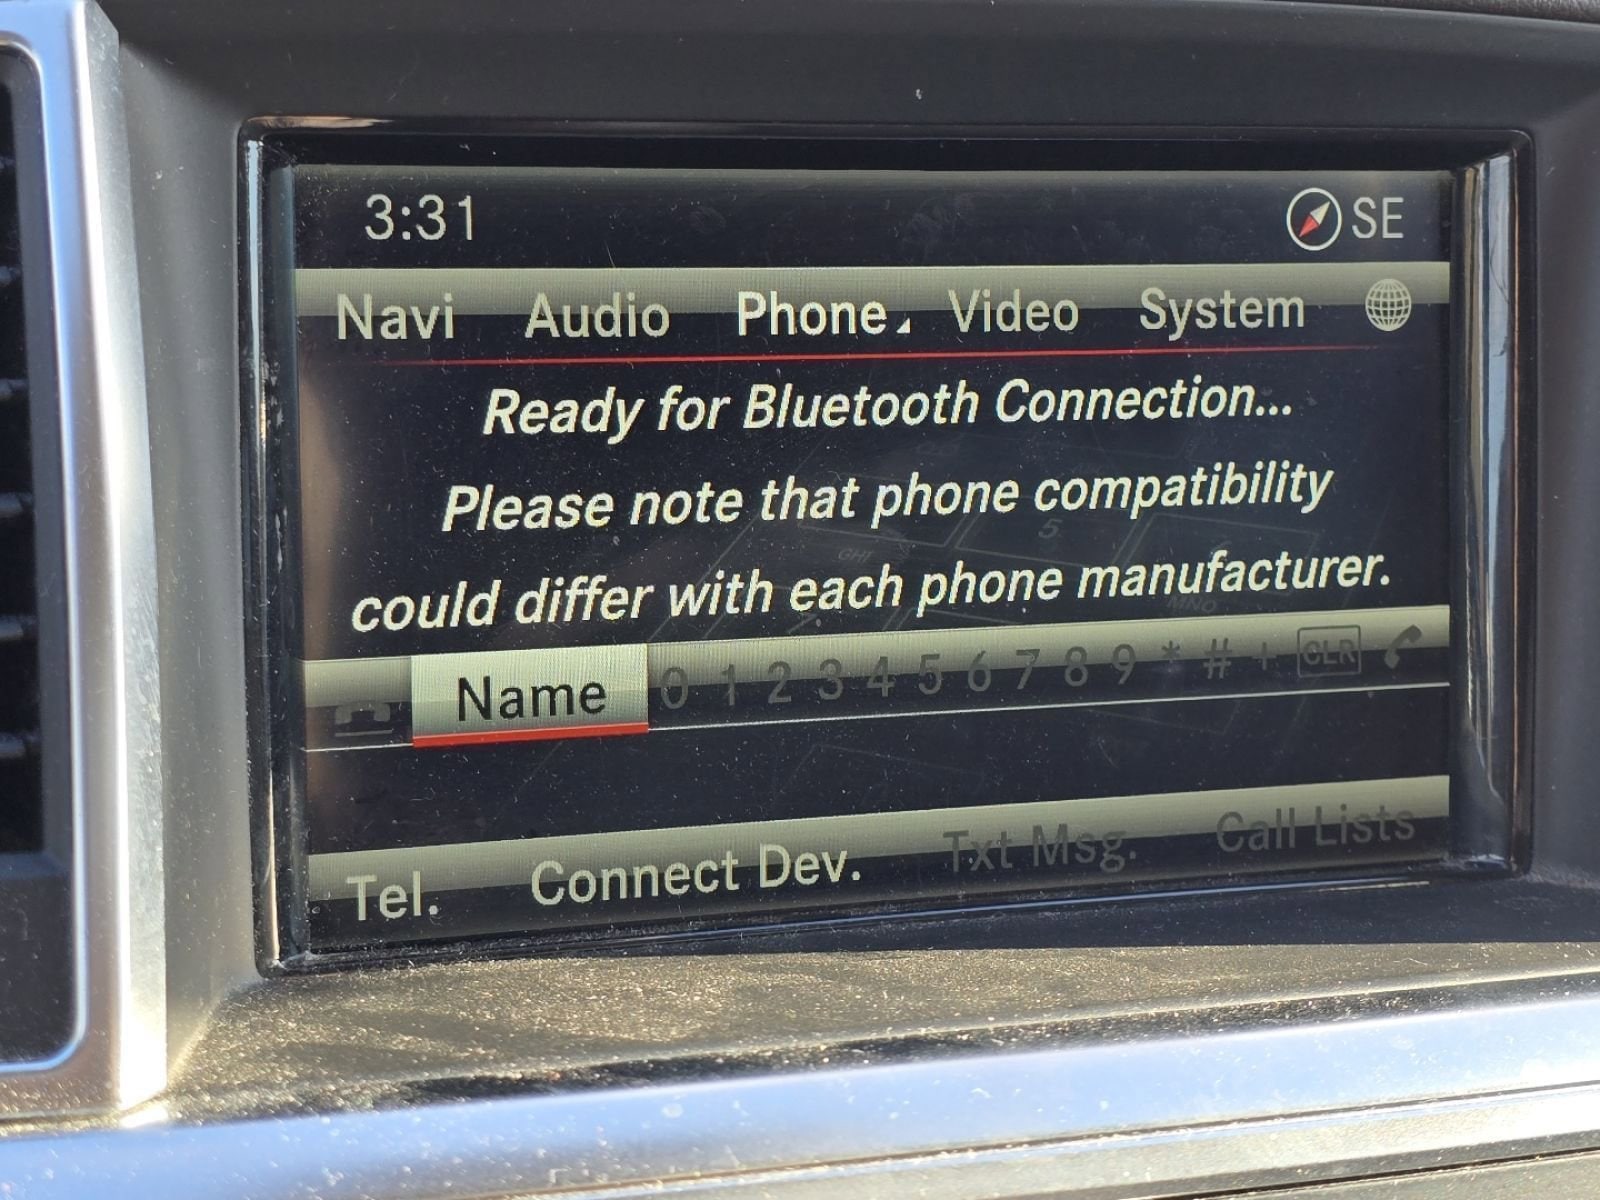 3:31 SE
Navi Audio Phone Video System
Ready for Bluetooth Connection...
Please note that phone compatibility
could differ with each phone manufacturer.
Name 0 1 2 3 4 5 6 7 8 9 * # + CLR
Tel. Connect Dev. Txt Msg. Call Lists